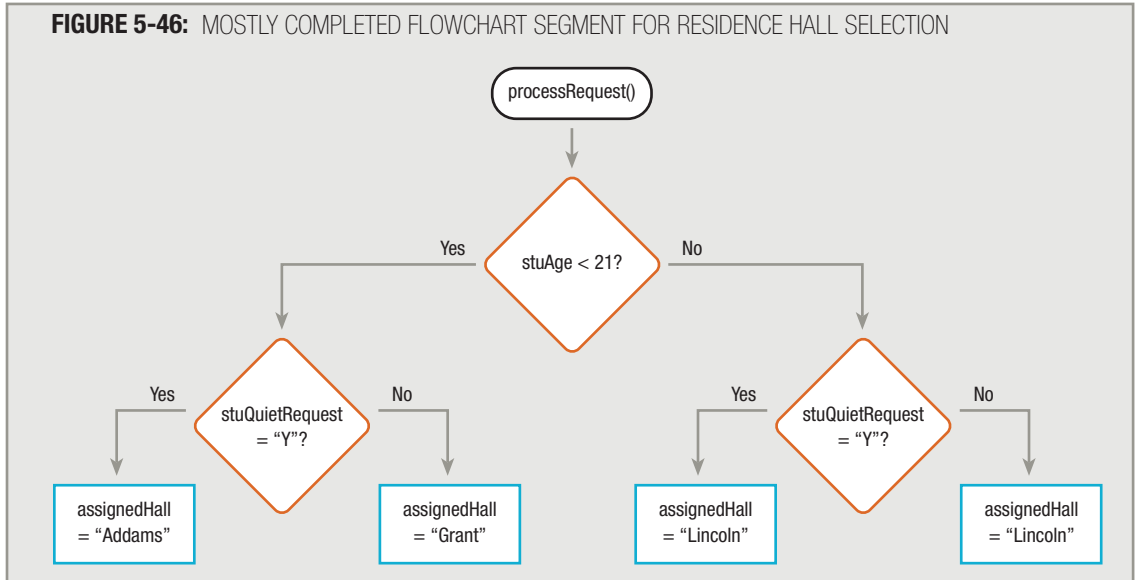 FIGURE 5-46: MOSTLY COMPLETED FLOWCHART SEGMENT FOR RESIDENCE HALL SELECTION
processRequest()
Yes
stuAge < 21?
No
Yes
stuQuietRequest
= “Y”?
No
Yes
stuQuietRequest
= “Y”?
No
assignedHall
= “Addams”
assignedHall
= “Grant”
assignedHall
= “Lincoln”
assignedHall
= “Lincoln”